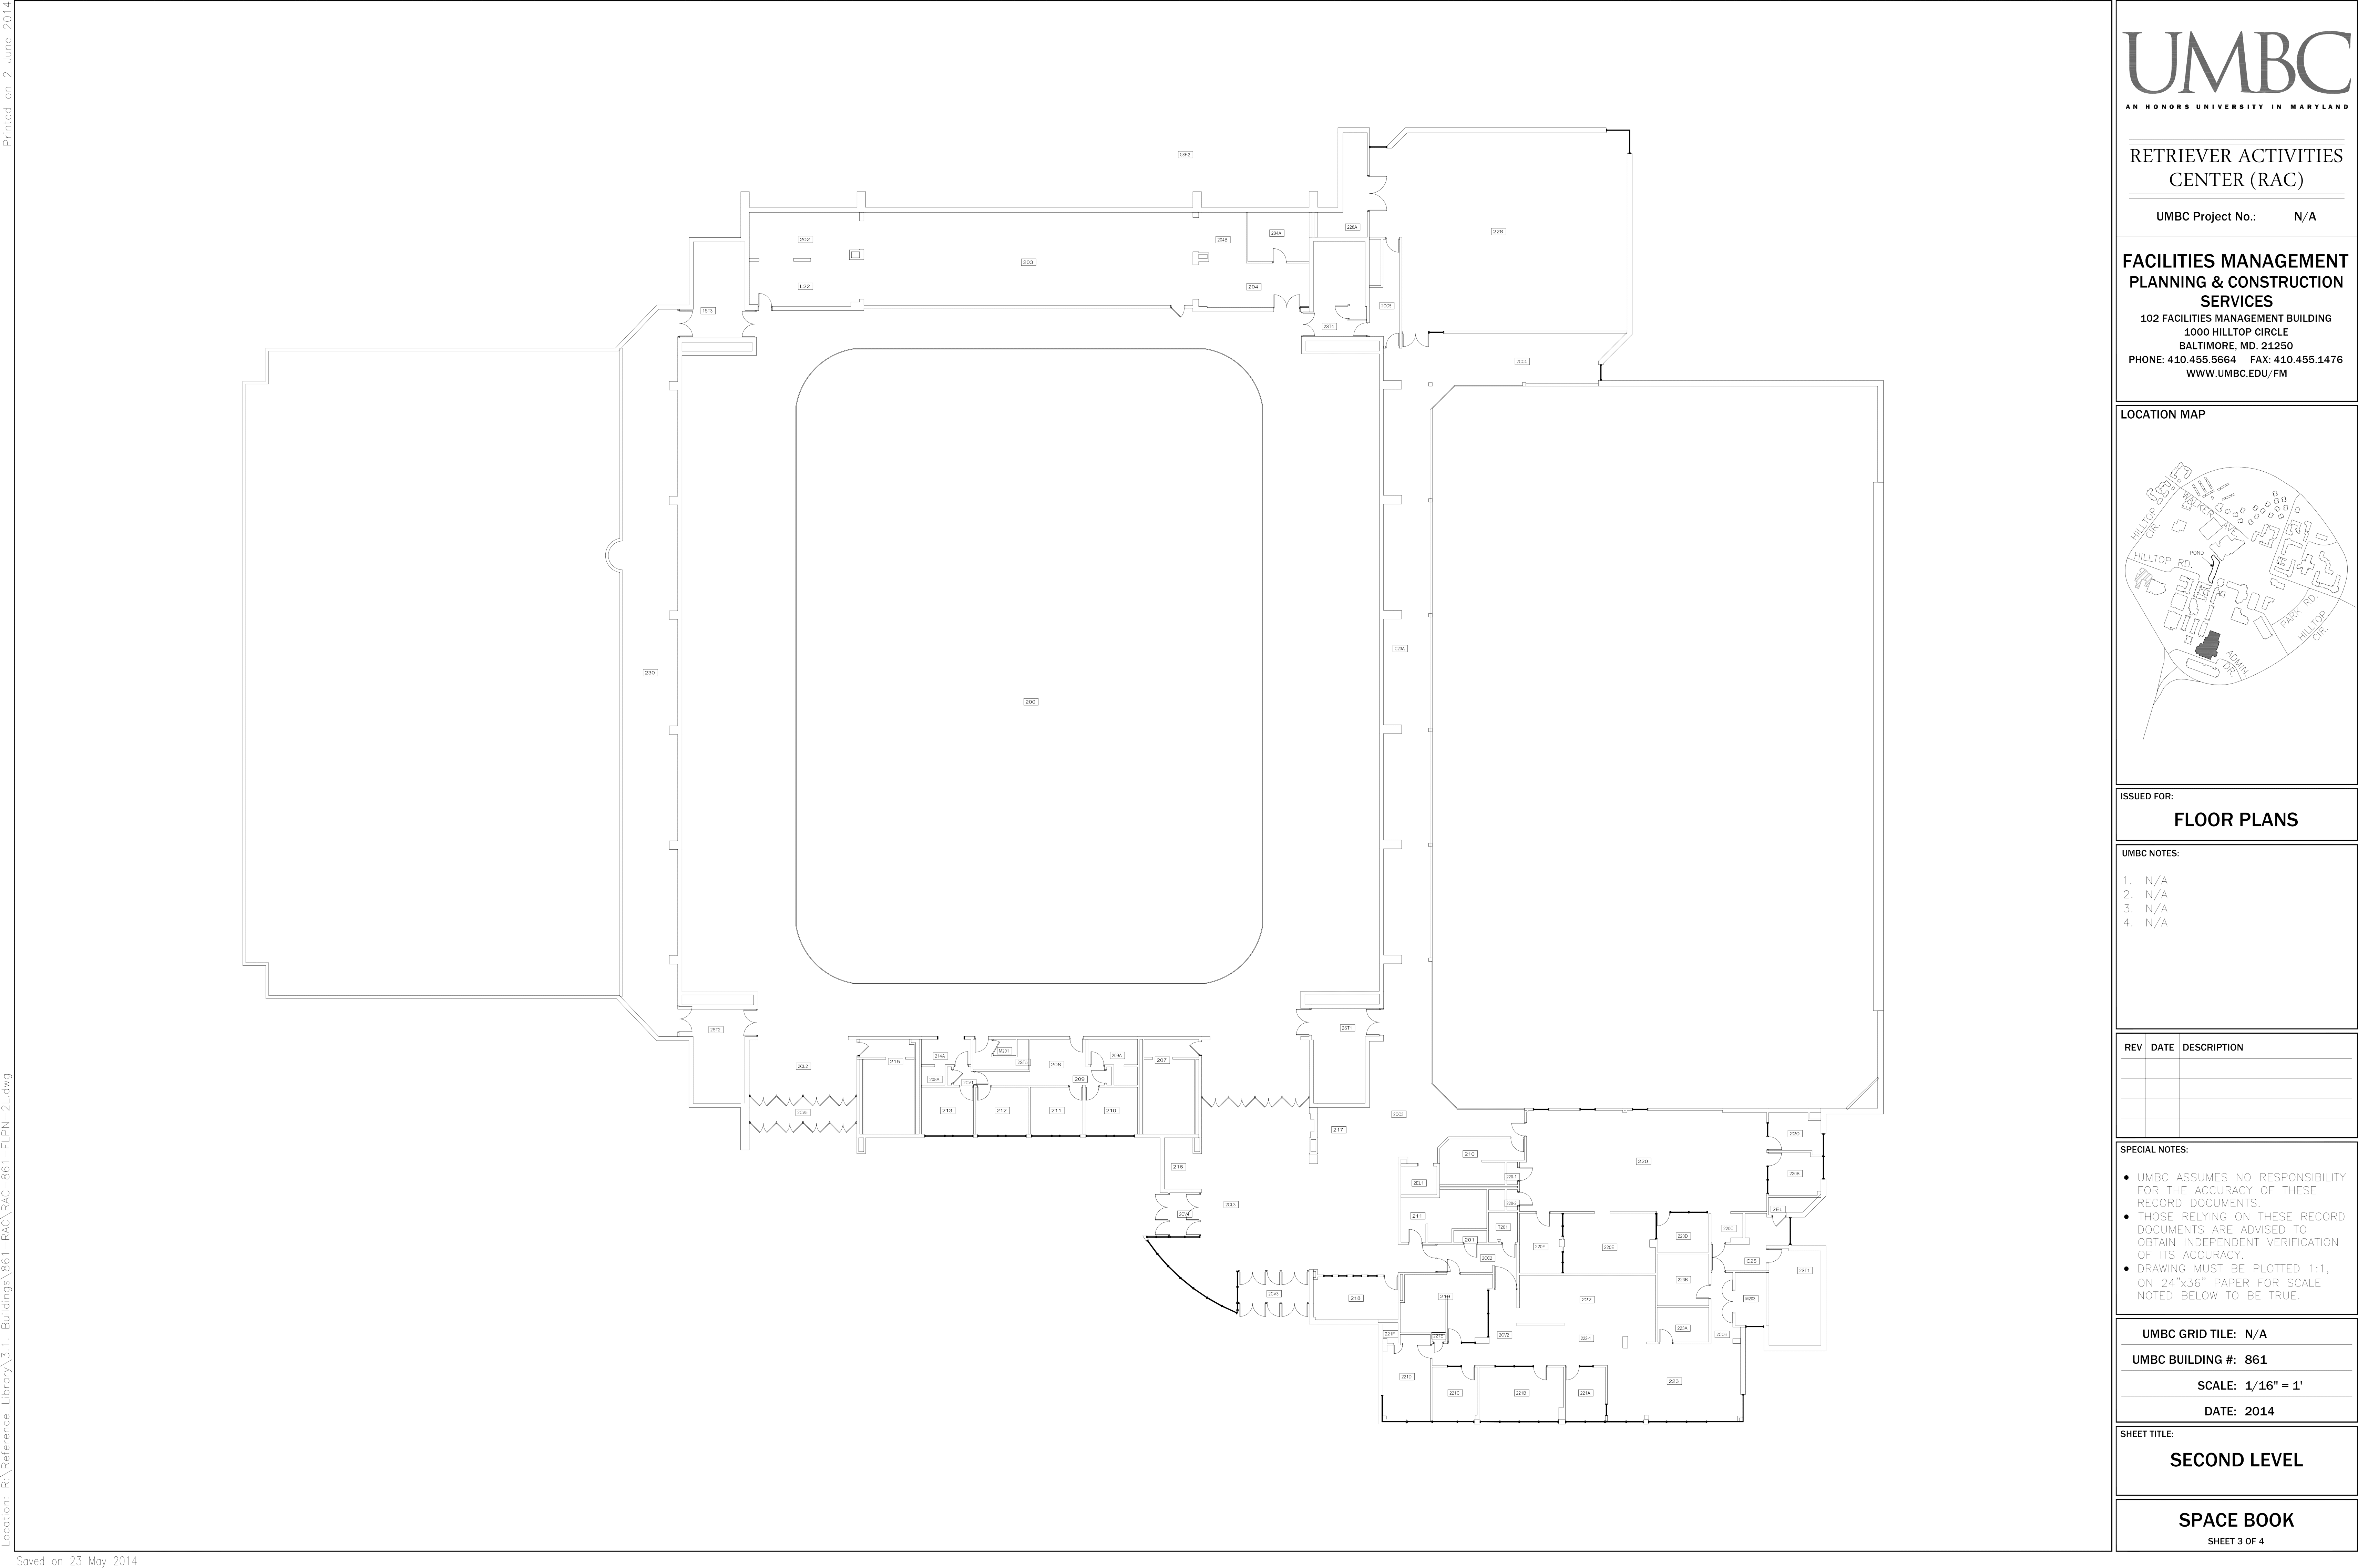 Printed on 2 June 2014
Location: R:\Reference_Library\3.1. Buildings\861-RAC\RAC-861-FLPN-2L.dwg
Saved on 23 May 2014
202
203
204B
204A
204
L22
1ST3
228A
228
2ST4
2CC5
2CC4
230
200
C23A
2ST2
2ST1
2CL2
2CV5
215
214A
M201
208
209A
207
208A
2CV1
209
213
212
211
210
217
2CC3
216
2CL3
2CV4
2CV3
218
219
210
2EL1
211
T201
201
2CC2
220
220
220B
2EL
220C
220D
220E
220F
C25
2ST1
222
223B
223A
2CC6
222-1
2CV2
221D
221C
221B
221A
223
UMBC
AN HONORS UNIVERSITY IN MARYLAND
RETRIEVER ACTIVITIES
CENTER (RAC)
UMBC Project No.: N/A
FACILITIES MANAGEMENT
PLANNING & CONSTRUCTION
SERVICES
102 FACILITIES MANAGEMENT BUILDING
1000 HILLTOP CIRCLE
BALTIMORE, MD. 21250
PHONE: 410.455.5664 FAX: 410.455.1476
WWW.UMBC.EDU/FM
LOCATION MAP
WALKER AVE.
HILLTOP CIR.
HILLTOP RD.
POND
PARK RD.
HILLTOP CIR.
ADMIN. DR.
ISSUED FOR:
FLOOR PLANS
UMBC NOTES:
1. N/A
2. N/A
3. N/A
4. N/A
REV DATE DESCRIPTION
SPECIAL NOTES:
● UMBC ASSUMES NO RESPONSIBILITY
FOR THE ACCURACY OF THESE
RECORD DOCUMENTS.
● THOSE RELYING ON THESE RECORD
DOCUMENTS ARE ADVISED TO
OBTAIN INDEPENDENT VERIFICATION
OF ITS ACCURACY.
● DRAWING MUST BE PLOTTED 1:1,
ON 24"x36" PAPER FOR SCALE
NOTED BELOW TO BE TRUE.
UMBC GRID TILE: N/A
UMBC BUILDING #: 861
SCALE: 1/16" = 1'
DATE: 2014
SHEET TITLE:
SECOND LEVEL
SPACE BOOK
SHEET 3 OF 4